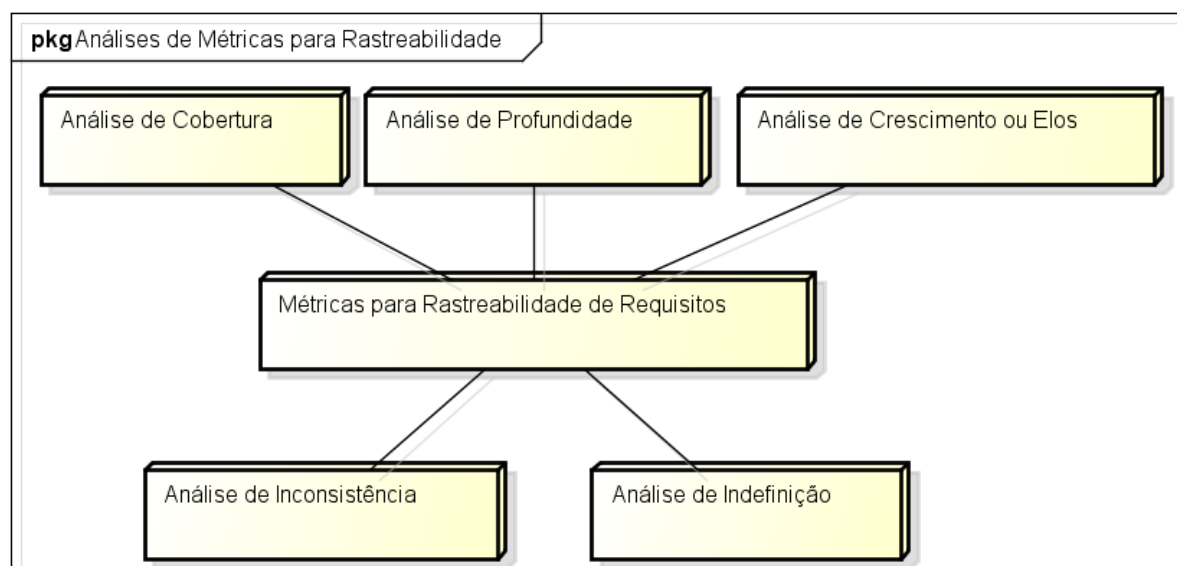 pkg Análises de Métricas para Rastreabilidade
Análise de Cobertura
Análise de Profundidade
Análise de Crescimento ou Elos
Métricas para Rastreabilidade de Requisitos
Análise de Inconsistência
Análise de Indefinição